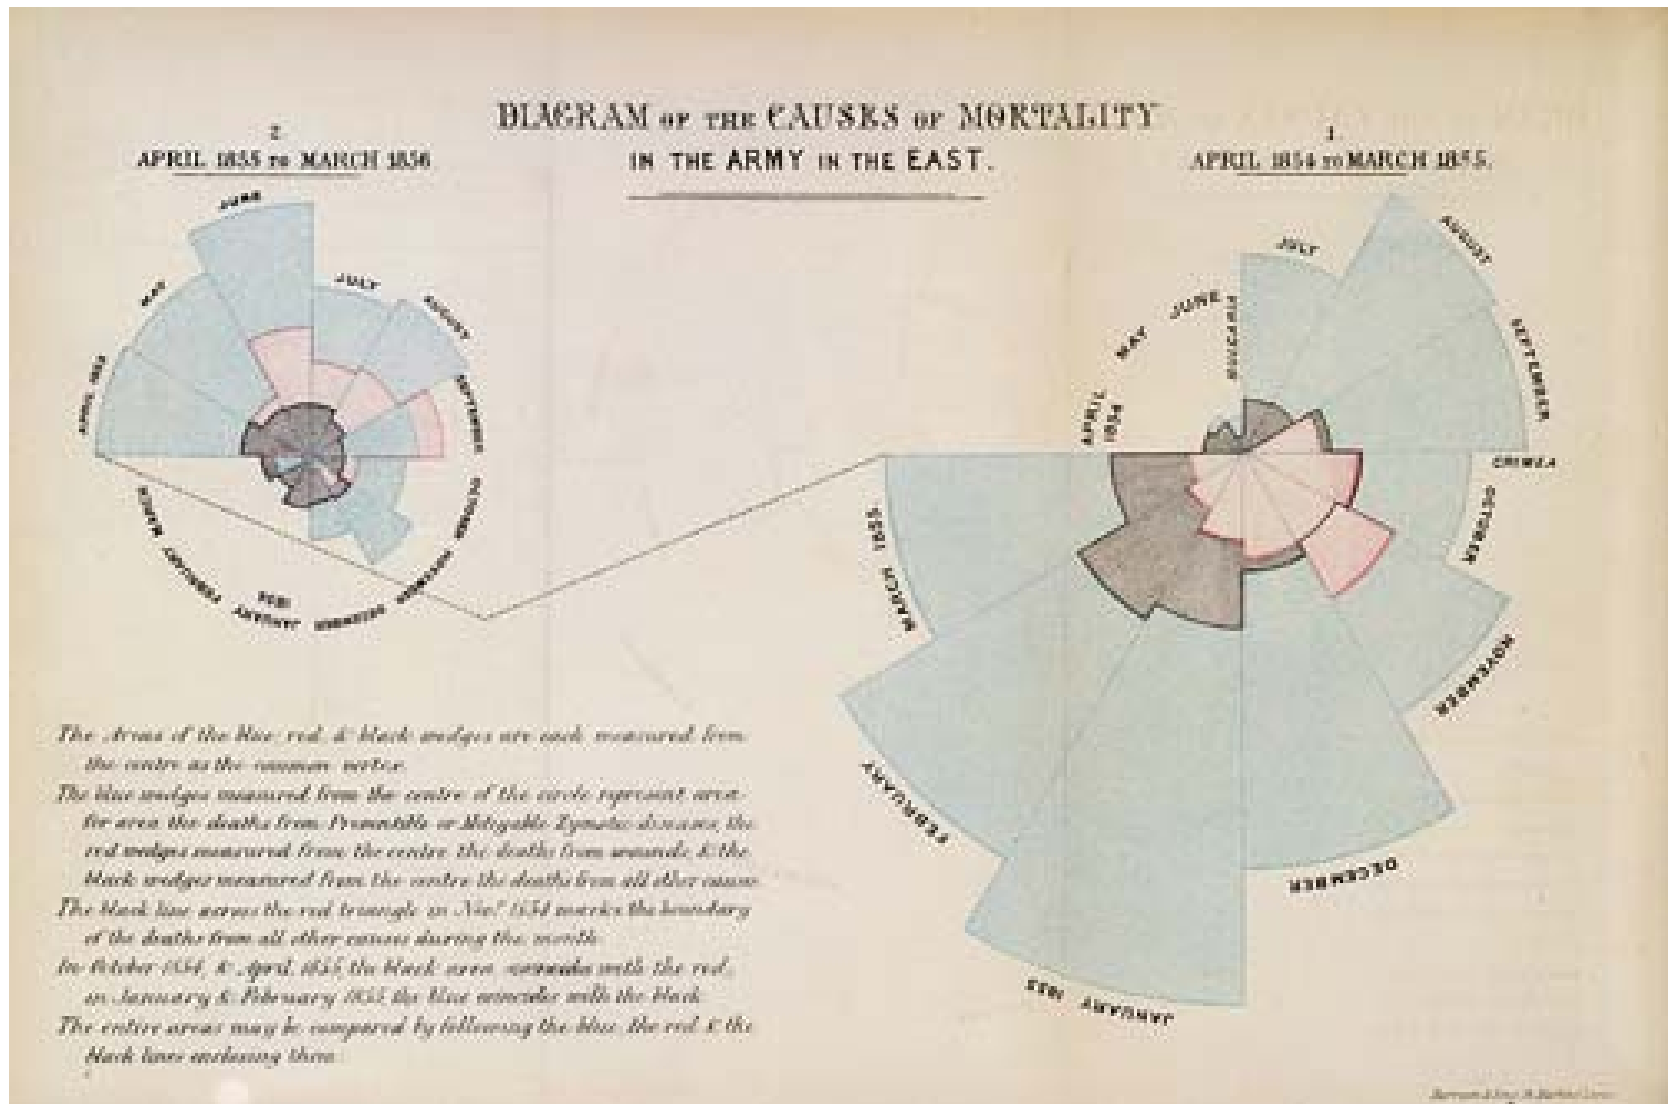 DIAGRAM OF THE CAUSES OF MORTALITY
IN THE ARMY IN THE EAST.
2.
APRIL 1855 TO MARCH 1856
1.
APRIL 1854 TO MARCH 1855.
JUNE
JULY
AUGUST
SEPTEMBER
OCTOBER
NOVEMBER
DECEMBER
JANUARY
1856
FEBRUARY
MARCH
APRIL 1855
MAY
APRIL
1854
MAY
JUNE
BULGARIA
JULY
AUGUST
SEPTEMBER
CRIMEA
OCTOBER
NOVEMBER
DECEMBER
JANUARY 1855
FEBRUARY
MARCH 1855
The Areas of the blue, red, & black wedges are each measured from
the centre as the common vertex
The blue wedges measured from the centre of the circle represent area
for area the deaths from Preventible or Mitigable Zymotic diseases, the
red wedges measured from the centre the deaths from wounds, & the
black wedges measured from the centre the deaths from all other causes
The black line across the red triangle in Nov.r 1854 marks the boundary
of the deaths from all other causes during the month
In October 1854, & April 1855 the black area coincides with the red,
in January & February 1855 the blue coincides with the black
The entire areas may be compared by following the blue, the red & the
black lines enclosing them